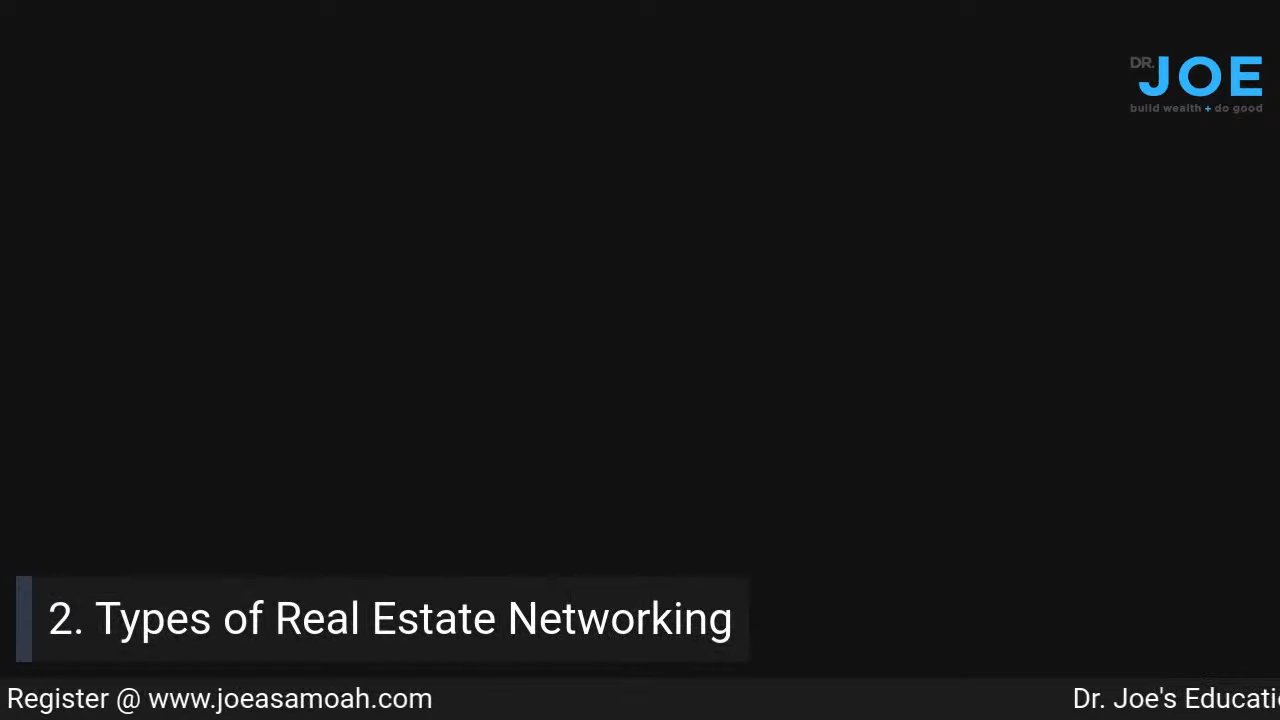 DR. JOE
build wealth + do good
2. Types of Real Estate Networking
Register @ www.joeasamoah.com
Dr. Joe's Educati